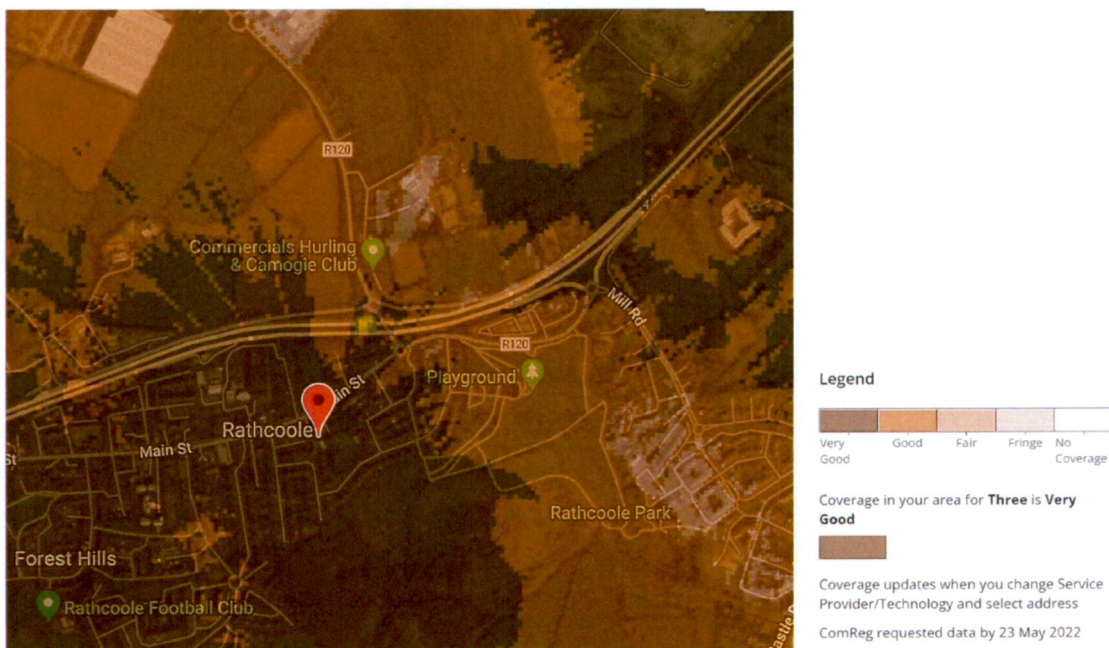 R120
Commercials Hurling
& Camogie Club
Mill Rd
R120
Playground
Main St
Rathcoole
Main St
St
Rathcoole Park
Forest Hills
Rathcoole Football Club
Legend
Very Good
Good
Fair
Fringe
No Coverage
Coverage in your area for Three is Very
Good
Coverage updates when you change Service
Provider/Technology and select address
ComReg requested data by 23 May 2022